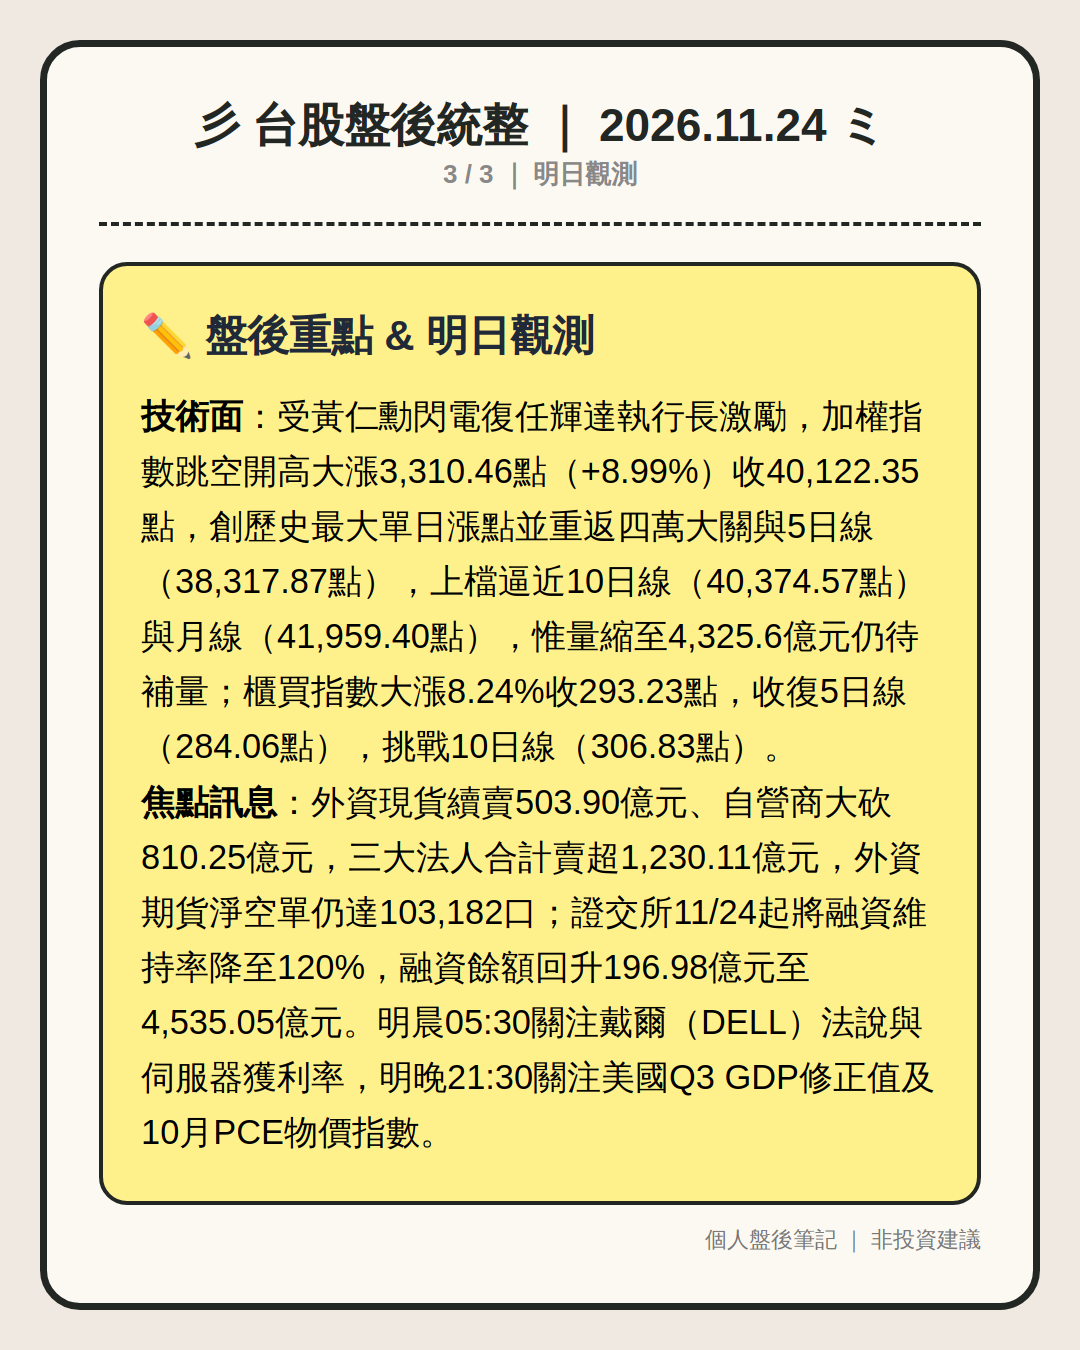 彡 台股盤後統整 ｜ 2026.11.24 ミ
3 / 3 ｜ 明日觀測
✏️ 盤後重點 & 明日觀測
技術面：受黃仁勳閃電復任輝達執行長激勵，加權指
數跳空開高大漲3,310.46點（+8.99%）收40,122.35
點，創歷史最大單日漲點並重返四萬大關與5日線
（38,317.87點），上檔逼近10日線（40,374.57點）
與月線（41,959.40點），惟量縮至4,325.6億元仍待
補量；櫃買指數大漲8.24%收293.23點，收復5日線
（284.06點），挑戰10日線（306.83點）。
焦點訊息：外資現貨續賣503.90億元、自營商大砍
810.25億元，三大法人合計賣超1,230.11億元，外資
期貨淨空單仍達103,182口；證交所11/24起將融資維
持率降至120%，融資餘額回升196.98億元至
4,535.05億元。明晨05:30關注戴爾（DELL）法說與
伺服器獲利率，明晚21:30關注美國Q3 GDP修正值及
10月PCE物價指數。
個人盤後筆記 ｜ 非投資建議